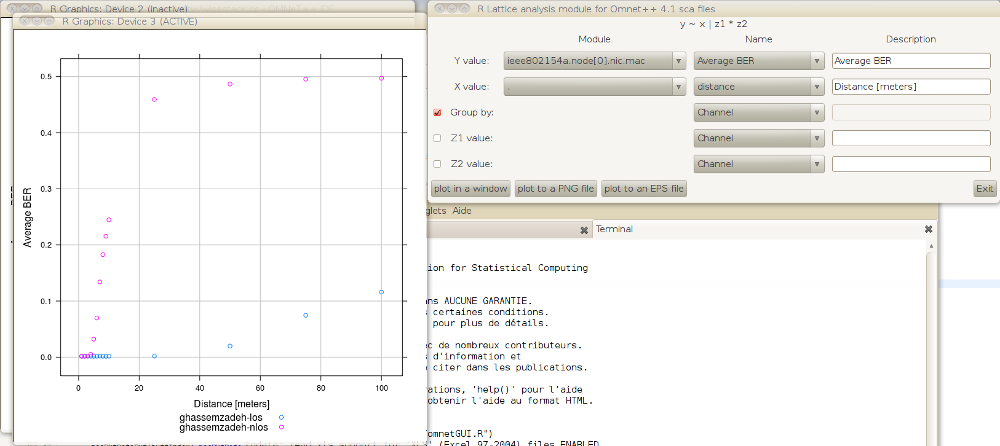 R Graphics: Device 2 (inactive)
R Graphics: Device 3 (ACTIVE)
0.5
0.4
0.3
0.2
0.1
0.0
Average BER
0
20
40
60
80
100
Distance [meters]
ghassemzadeh-los
ghassemzadeh-nlos
R Lattice analysis module for Omnet++ 4.1 sca files
y ~ x | z1 * z2
Module Name Description
Y value: ieee802154a.node[0].nic.mac Average BER Average BER
X value: . distance Distance [meters]
Group by: Channel
Z1 value: Channel
Z2 value: Channel
plot in a window plot to a PNG file plot to an EPS file Exit
glets Aide
Terminal
ion for Statistical Computing
ns AUCUNE GARANTIE.
s certaines conditions.
pour plus de détails.
ec de nombreux contributeurs.
s d'information et
citer dans les publications.
rations, 'help()' pour l'aide
obtenir l'aide au format HTML.
omnetGUI.R")
(Excel 97-2004) files ENABLED